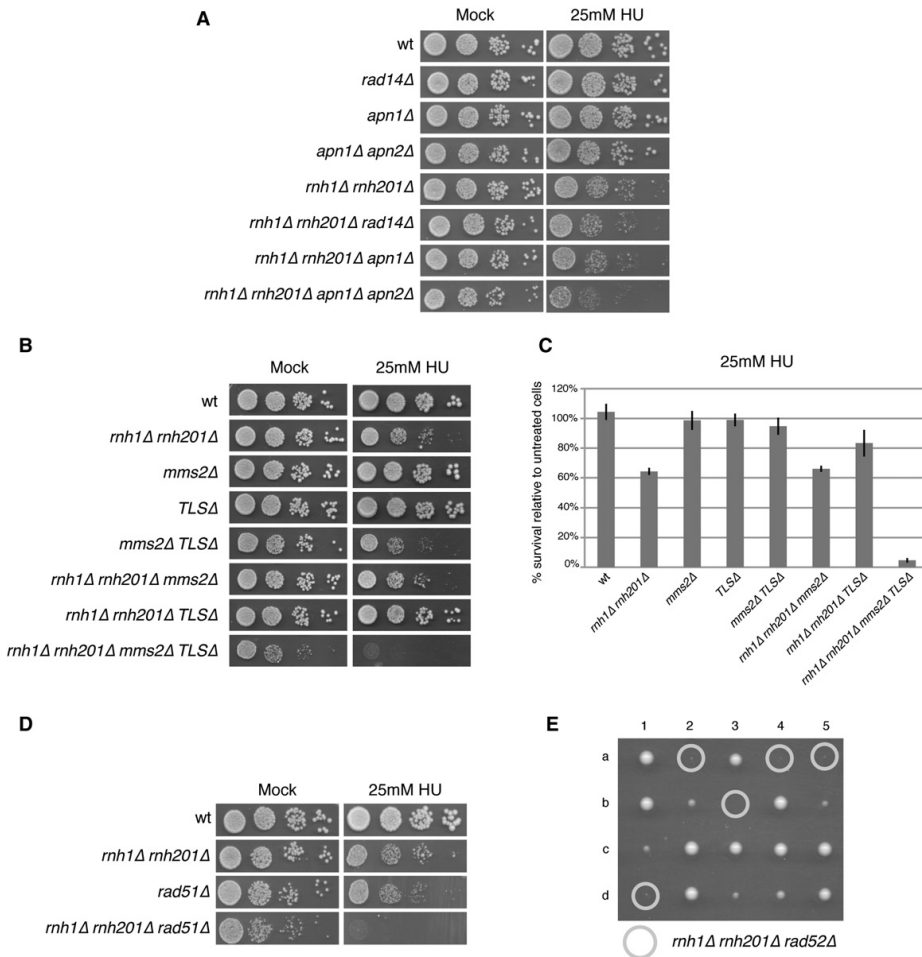 A
Mock 25mM HU
wt
rad14Δ
apn1Δ
apn1Δ apn2Δ
rnh1Δ rnh201Δ
rnh1Δ rnh201Δ rad14Δ
rnh1Δ rnh201Δ apn1Δ
rnh1Δ rnh201Δ apn1Δ apn2Δ
B
Mock 25mM HU
wt
rnh1Δ rnh201Δ
mms2Δ
TLSΔ
mms2Δ TLSΔ
rnh1Δ rnh201Δ mms2Δ
rnh1Δ rnh201Δ TLSΔ
rnh1Δ rnh201Δ mms2Δ TLSΔ
C
25mM HU
% survival relative to untreated cells
120%
100%
80%
60%
40%
20%
0%
wt
rnh1Δ rnh201Δ
mms2Δ
TLSΔ
mms2Δ TLSΔ
rnh1Δ rnh201Δ mms2Δ
rnh1Δ rnh201Δ TLSΔ
rnh1Δ rnh201Δ mms2Δ TLSΔ
D
Mock 25mM HU
wt
rnh1Δ rnh201Δ
rad51Δ
rnh1Δ rnh201Δ rad51Δ
E
1 2 3 4 5
a
b
c
d
rnh1Δ rnh201Δ rad52Δ